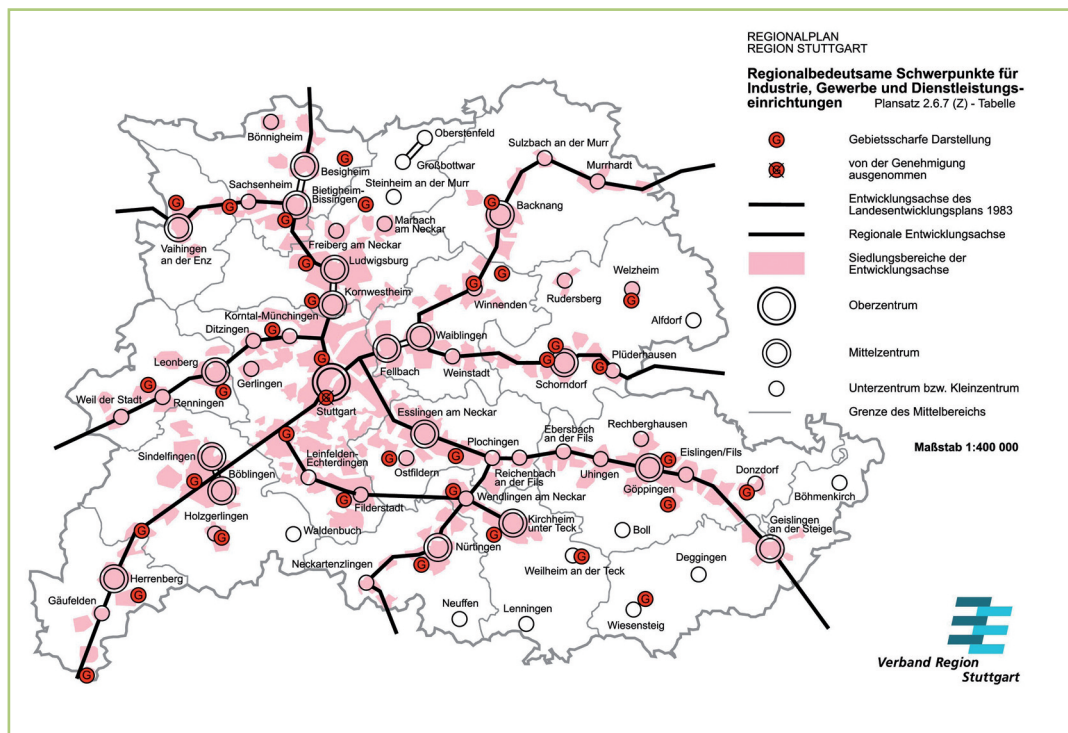 REGIONALPLAN
REGION STUTTGART
Regionalbedeutsame Schwerpunkte für
Industrie, Gewerbe und Dienstleistungs-
einrichtungen Plansatz 2.6.7 (Z) - Tabelle
G Gebietsscharfe Darstellung
von der Genehmigung
ausgenommen
Entwicklungsachse des
Landesentwicklungsplans 1983
Regionale Entwicklungsachse
Siedlungsbereiche der
Entwicklungsachse
Oberzentrum
Mittelzentrum
Unterzentrum bzw. Kleinzentrum
Grenze des Mittelbereichs
Maßstab 1:400 000
Verband Region
Stuttgart
Bönnigheim
Oberstenfeld
Großbottwar
Sulzbach an der Murr
Murrhardt
Besigheim
Steinheim an der Murr
Sachsenheim
Bietigheim-
Bissingen
Marbach
am Neckar
Backnang
Vaihingen
an der Enz
Freiberg am Neckar
Ludwigsburg
Kornwestheim
Winnenden
Rudersberg
Welzheim
Alfdorf
Korntal-Münchingen
Ditzingen
Leonberg
Gerlingen
Waiblingen
Fellbach
Weinstadt
Schorndorf
Plüderhausen
Weil der Stadt
Renningen
Stuttgart
Esslingen am Neckar
Ebersbach
an der Fils
Rechberghausen
Sindelfingen
Böblingen
Leinfelden-
Echterdingen
Ostfildern
Plochingen
Reichenbach
an der Fils
Uhingen
Göppingen
Eislingen/Fils
Donzdorf
Böhmenkirch
Holzgerlingen
Waldenbuch
Filderstadt
Wendlingen am Neckar
Kirchheim
unter Teck
Boll
Geislingen
an der Steige
Nürtingen
Neckartenzlingen
Weilheim an der Teck
Deggingen
Herrenberg
Gäufelden
Neuffen
Lenningen
Wiesensteig